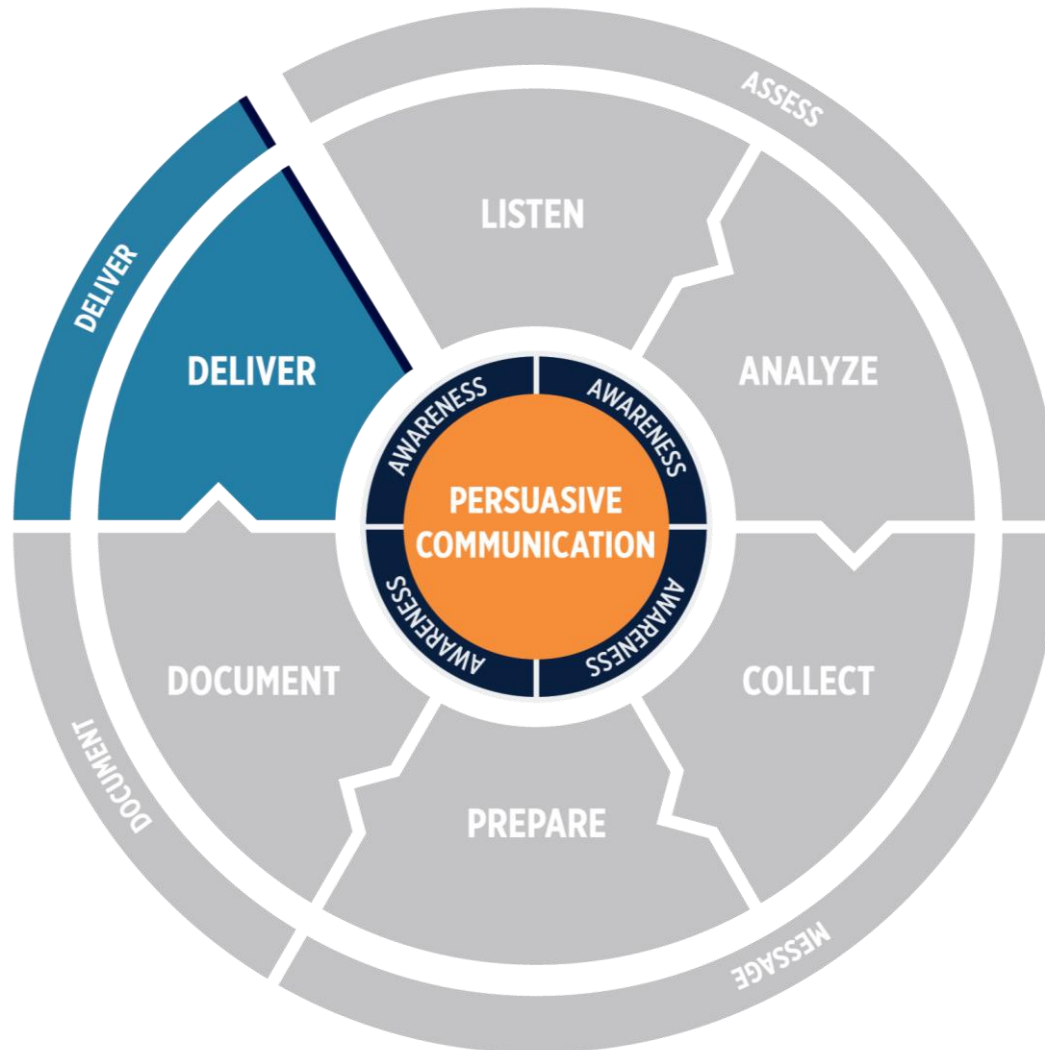 ASSESS
LISTEN
ANALYZE
COLLECT
PREPARE
MESSAGE
DOCUMENT
DOCUMENT
DELIVER
DELIVER
AWARENESS
AWARENESS
AWARENESS
AWARENESS
PERSUASIVE
COMMUNICATION